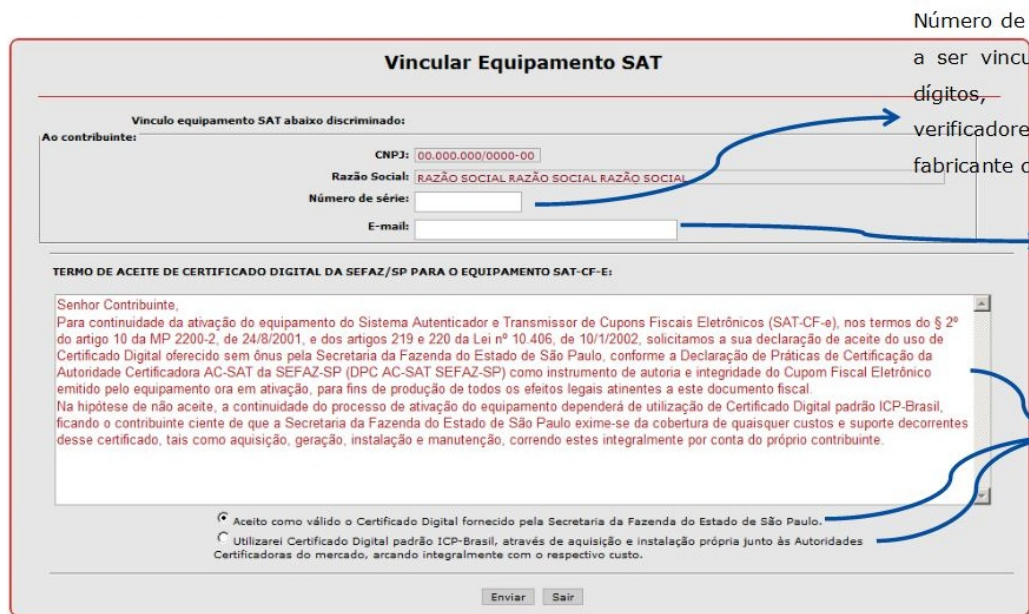 Número de
a ser vincu
dígitos,
verificadore
fabricante d
Vincular Equipamento SAT
Vinculo equipamento SAT abaixo discriminado:
Ao contribuinte:
CNPJ: 00.000.000/0000-00
Razão Social: RAZÃO SOCIAL RAZÃO SOCIAL RAZÃO SOCIAL
Número de série:
E-mail:
TERMO DE ACEITE DE CERTIFICADO DIGITAL DA SEFAZ/SP PARA O EQUIPAMENTO SAT-CF-E:
Senhor Contribuinte,
Para continuidade da ativação do equipamento do Sistema Autenticador e Transmissor de Cupons Fiscais Eletrônicos (SAT-CF-e), nos termos do § 2º
do artigo 10 da MP 2200-2, de 24/8/2001, e dos artigos 219 e 220 da Lei nº 10.406, de 10/1/2002, solicitamos a sua declaração de aceite do uso de
Certificado Digital oferecido sem ônus pela Secretaria da Fazenda do Estado de São Paulo, conforme a Declaração de Práticas de Certificação da
Autoridade Certificadora AC-SAT da SEFAZ-SP (DPC AC-SAT SEFAZ-SP) como instrumento de autoria e integridade do Cupom Fiscal Eletrônico
emitido pelo equipamento ora em ativação, para fins de produção de todos os efeitos legais atinentes a este documento fiscal.
Na hipótese de não aceite, a continuidade do processo de ativação do equipamento dependerá de utilização de Certificado Digital padrão ICP-Brasil,
ficando o contribuinte ciente de que a Secretaria da Fazenda do Estado de São Paulo exime-se da cobertura de quaisquer custos e suporte decorrentes
desse certificado, tais como aquisição, geração, instalação e manutenção, correndo estes integralmente por conta do próprio contribuinte.
Aceito como válido o Certificado Digital fornecido pela Secretaria da Fazenda do Estado de São Paulo.
Utilizarei Certificado Digital padrão ICP-Brasil, através de aquisição e instalação própria junto às Autoridades
Certificadoras do mercado, arcando integralmente com o respectivo custo.
Enviar Sair